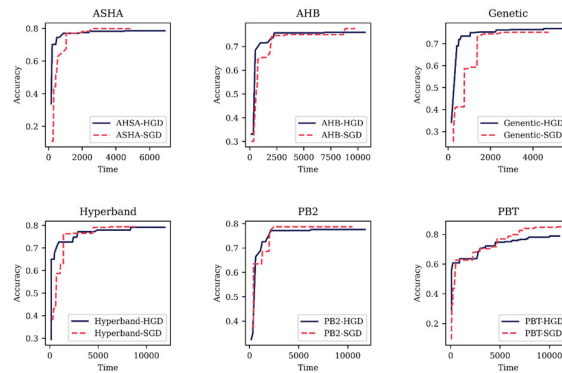 ASHA
AHB
Genetic
Accuracy
0.8
0.6
0.4
0.2
AHSA-HGD
ASHA-SGD
0 2000 4000 6000
Time
Accuracy
0.7
0.6
0.5
0.4
0.3
AHB-HGD
AHB-SGD
0 2500 5000 7500 10000
Time
Accuracy
0.7
0.6
0.5
0.4
0.3
Genentic-HGD
Genentic-SGD
0 2000 4000
Time
Hyperband
PB2
PBT
Accuracy
0.8
0.7
0.6
0.5
0.4
0.3
Hyperband-HGD
Hyperband-SGD
0 5000 10000
Time
Accuracy
0.8
0.7
0.6
0.5
0.4
PB2-HGD
PB2-SGD
0 5000 10000
Time
Accuracy
0.8
0.6
0.4
0.2
PBT-HGD
PBT-SGD
0 5000 10000
Time